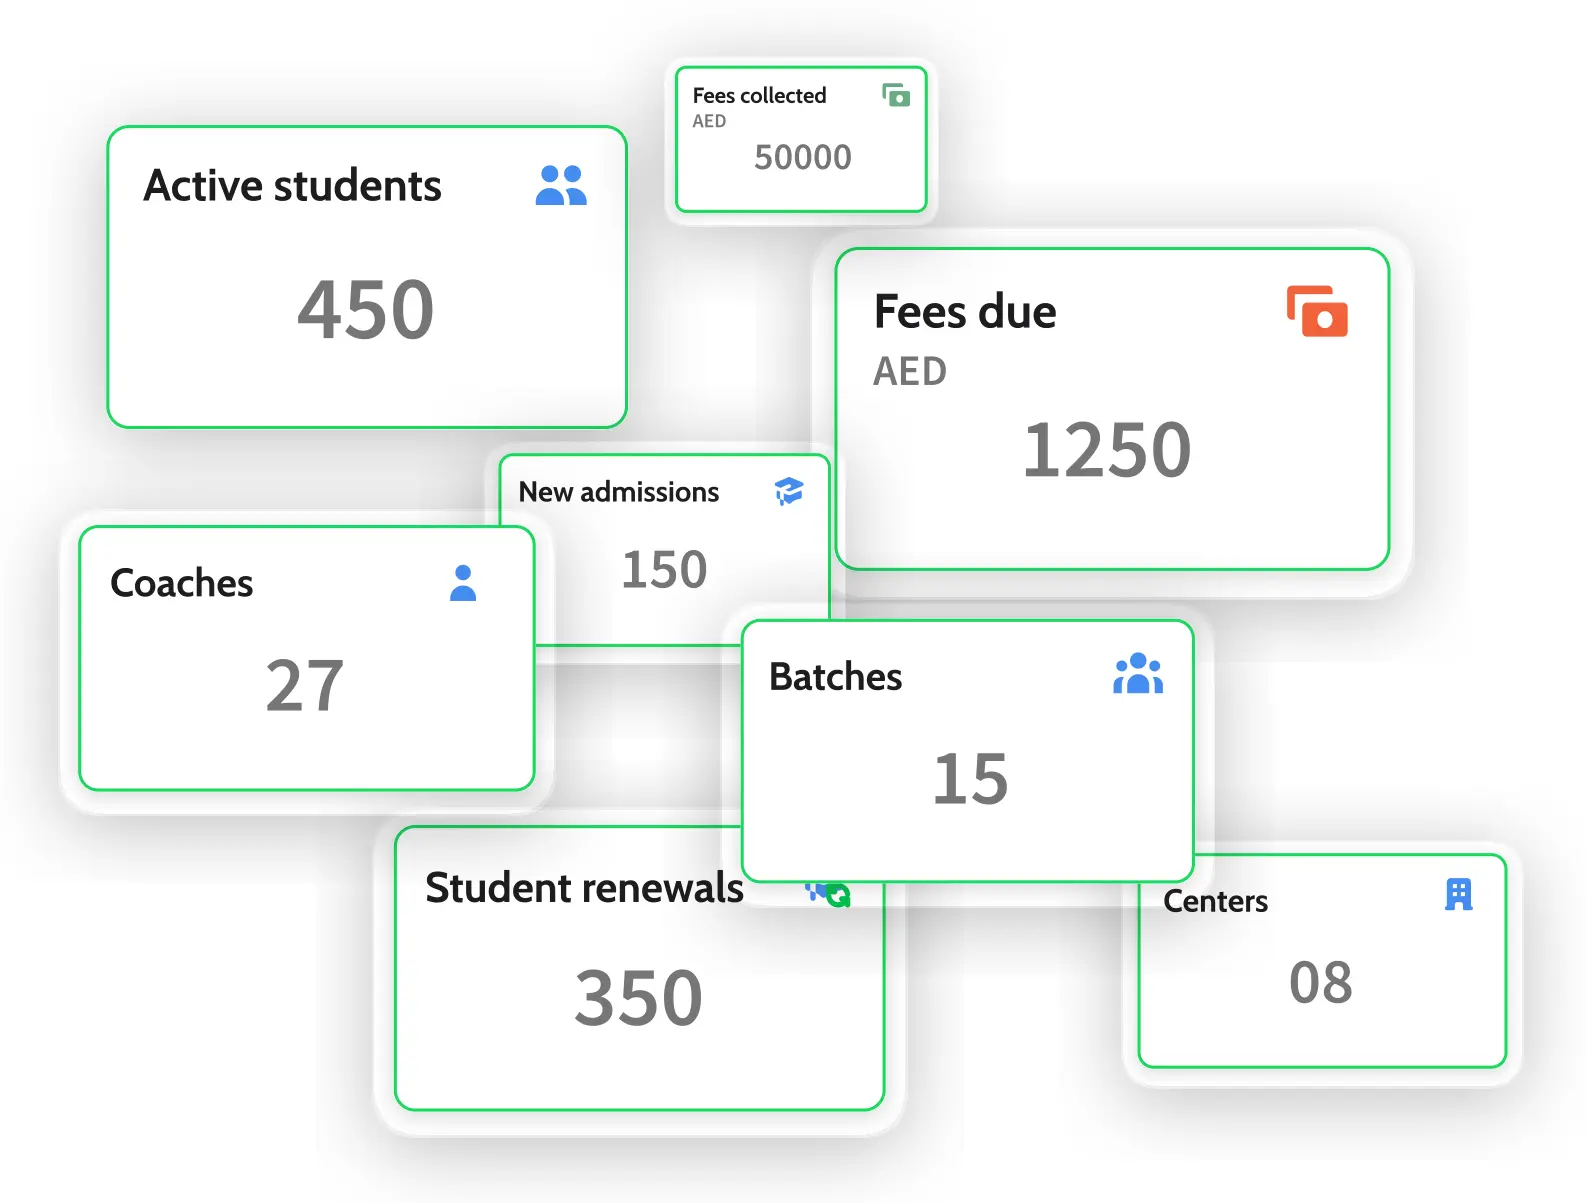 Fees collected
AED
50000
Active students
450
Fees due
AED
1250
New admissions
150
Coaches
27
Batches
15
Student renewals
350
Centers
08